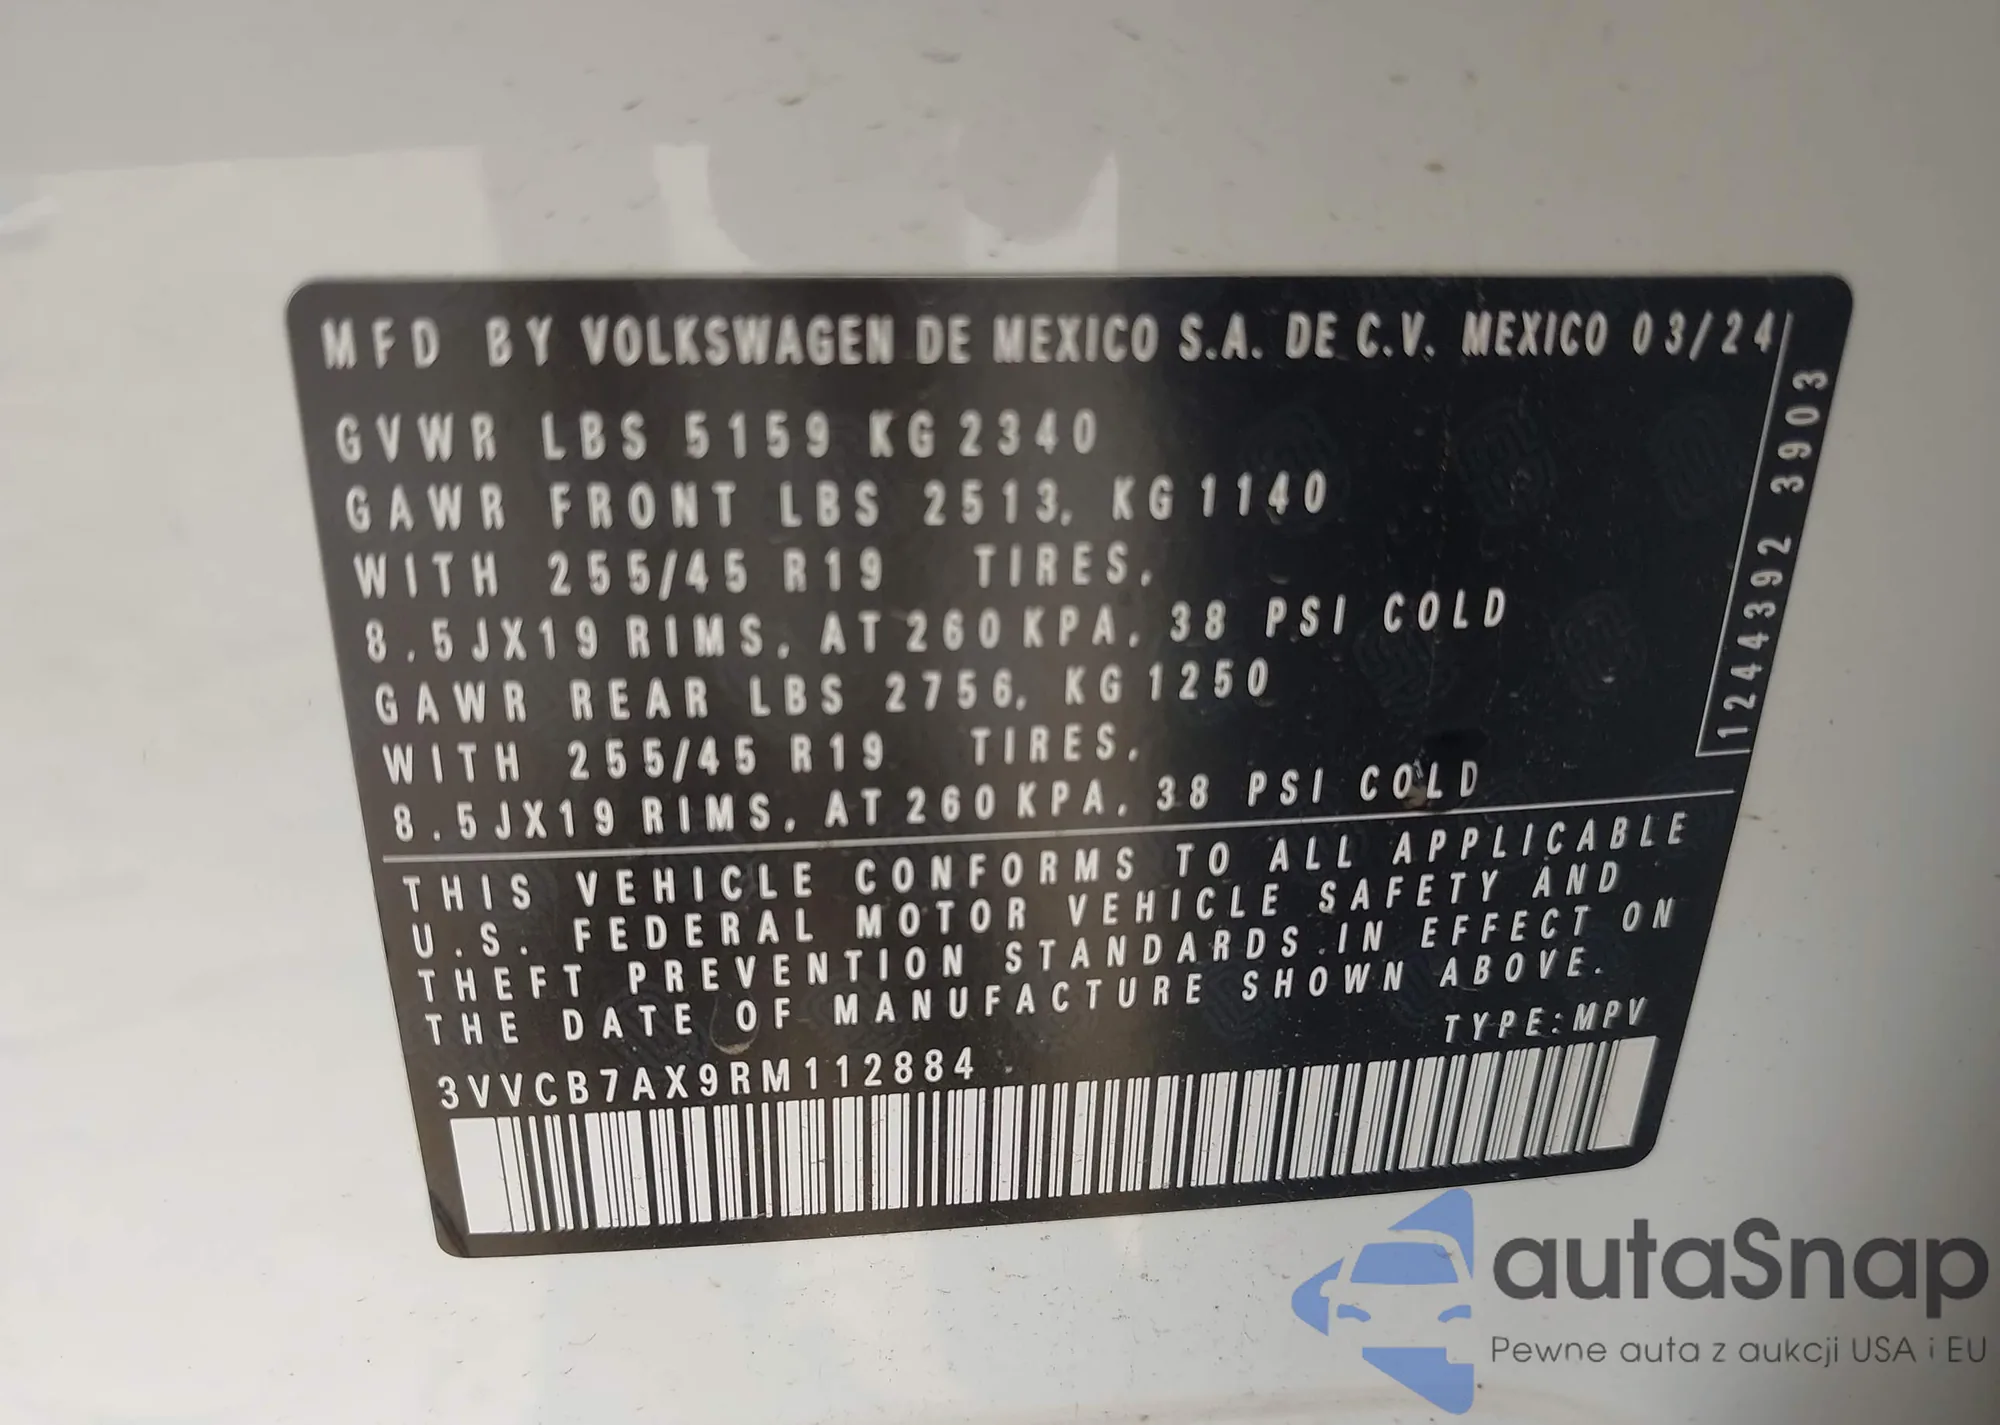 MFD BY VOLKSWAGEN DE MEXICO S.A. DE C.V. MEXICO 03/24
GVWR LBS 5159 KG 2340
GAWR FRONT LBS 2513, KG 1140
WITH 255/45 R19 TIRES,
8.5JX19 RIMS, AT 260 KPA, 38 PSI COLD
GAWR REAR LBS 2756, KG 1250
WITH 255/45 R19 TIRES,
8.5JX19 RIMS, AT 260 KPA, 38 PSI COLD
1244392 3903
THIS VEHICLE CONFORMS TO ALL APPLICABLE
U.S. FEDERAL MOTOR VEHICLE SAFETY AND
THEFT PREVENTION STANDARDS IN EFFECT ON
THE DATE OF MANUFACTURE SHOWN ABOVE.
TYPE:MPV
3VVCB7AX9RM112884
autaSnap
Pewne auta z aukcji USA i EU